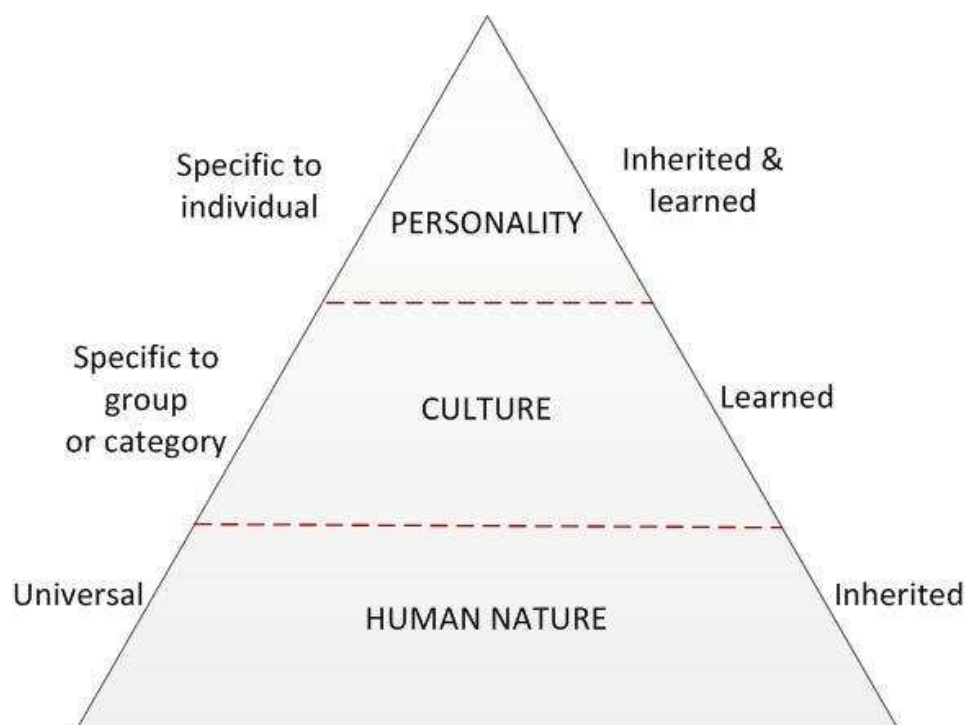 Specific to
individual
Inherited &
learned
PERSONALITY
Specific to
group
or category
CULTURE
Learned
Universal
HUMAN NATURE
Inherited